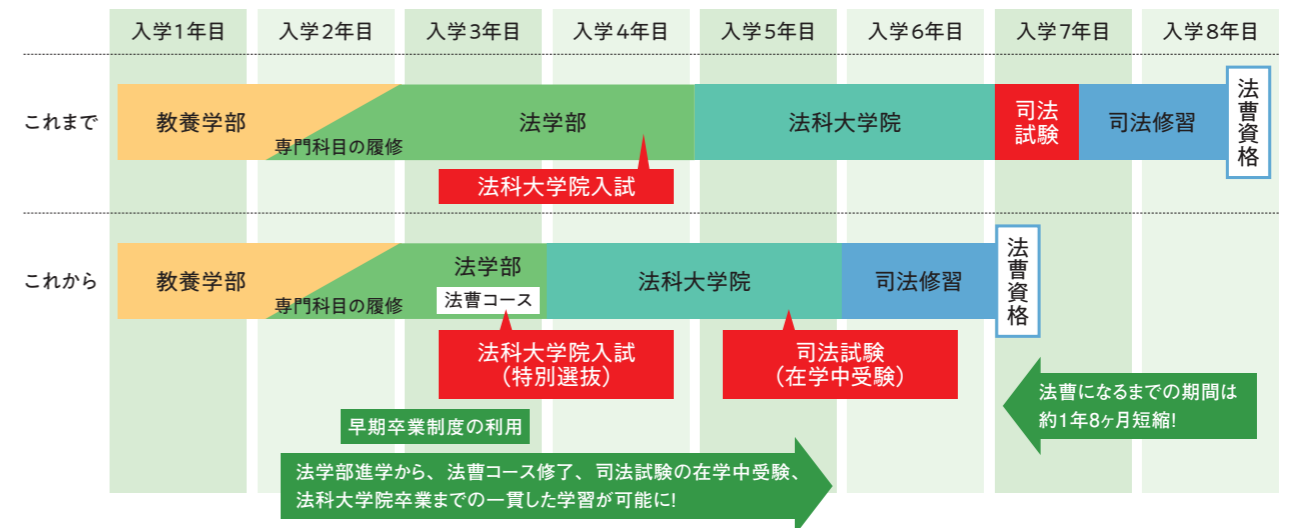 入学1年目 入学2年目 入学3年目 入学4年目 入学5年目 入学6年目 入学7年目 入学8年目
これまで
教養学部
専門科目の履修
法学部
法科大学院入試
法科大学院
司法
試験
司法修習
法曹資格
これから
教養学部
専門科目の履修
法学部
法曹コース
法科大学院入試
（特別選抜）
法科大学院
司法試験
（在学中受験）
司法修習
法曹資格
法曹になるまでの期間は
約1年8ヶ月短縮!
早期卒業制度の利用
法学部進学から、法曹コース修了、司法試験の在学中受験、
法科大学院卒業までの一貫した学習が可能に!